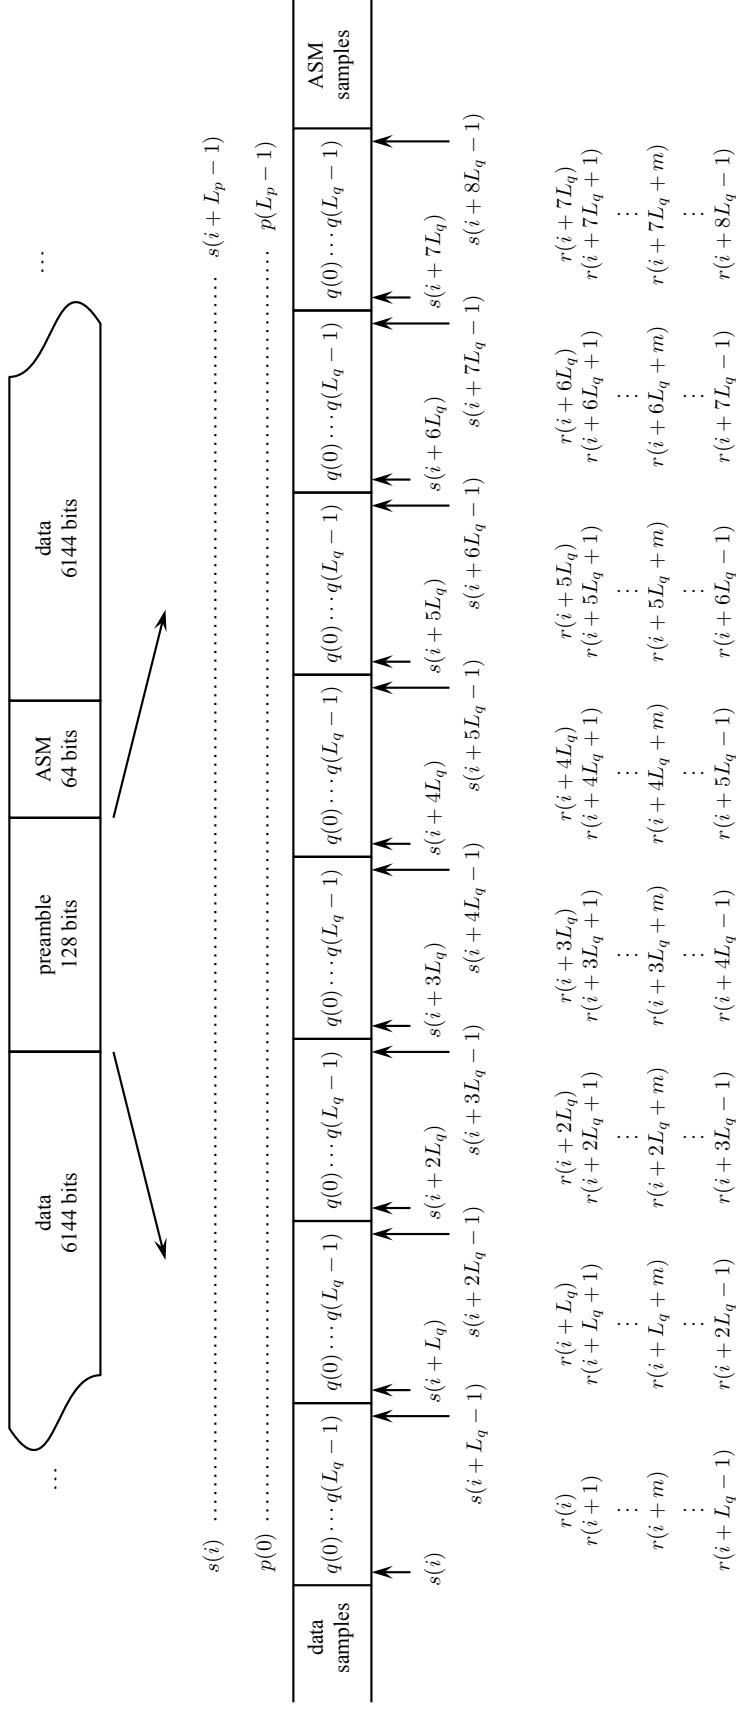 ⋯ data preamble ASM data ⋯
6144 bits 128 bits 64 bits 6144 bits
s(i) ⋯ s(i + L_p − 1)
p(0) ⋯ p(L_p − 1)
data q(0) ⋯ q(L_q − 1) q(0) ⋯ q(L_q − 1) q(0) ⋯ q(L_q − 1) q(0) ⋯ q(L_q − 1) q(0) ⋯ q(L_q − 1) q(0) ⋯ q(L_q − 1) q(0) ⋯ q(L_q − 1) q(0) ⋯ q(L_q − 1) ASM
samples samples
s(i) s(i + L_q) s(i + 2L_q) s(i + 3L_q) s(i + 4L_q) s(i + 5L_q) s(i + 6L_q) s(i + 7L_q)
s(i + L_q − 1) s(i + 2L_q − 1) s(i + 3L_q − 1) s(i + 4L_q − 1) s(i + 5L_q − 1) s(i + 6L_q − 1) s(i + 7L_q − 1) s(i + 8L_q − 1)
r(i) r(i + L_q) r(i + 2L_q) r(i + 3L_q) r(i + 4L_q) r(i + 5L_q) r(i + 6L_q) r(i + 7L_q)
r(i + 1) r(i + L_q + 1) r(i + 2L_q + 1) r(i + 3L_q + 1) r(i + 4L_q + 1) r(i + 5L_q + 1) r(i + 6L_q + 1) r(i + 7L_q + 1)
⋯ ⋯ ⋯ ⋯ ⋯ ⋯ ⋯ ⋯
r(i + m) r(i + L_q + m) r(i + 2L_q + m) r(i + 3L_q + m) r(i + 4L_q + m) r(i + 5L_q + m) r(i + 6L_q + m) r(i + 7L_q + m)
⋯ ⋯ ⋯ ⋯ ⋯ ⋯ ⋯ ⋯
r(i + L_q − 1) r(i + 2L_q − 1) r(i + 3L_q − 1) r(i + 4L_q − 1) r(i + 5L_q − 1) r(i + 6L_q − 1) r(i + 7L_q − 1) r(i + 8L_q − 1)